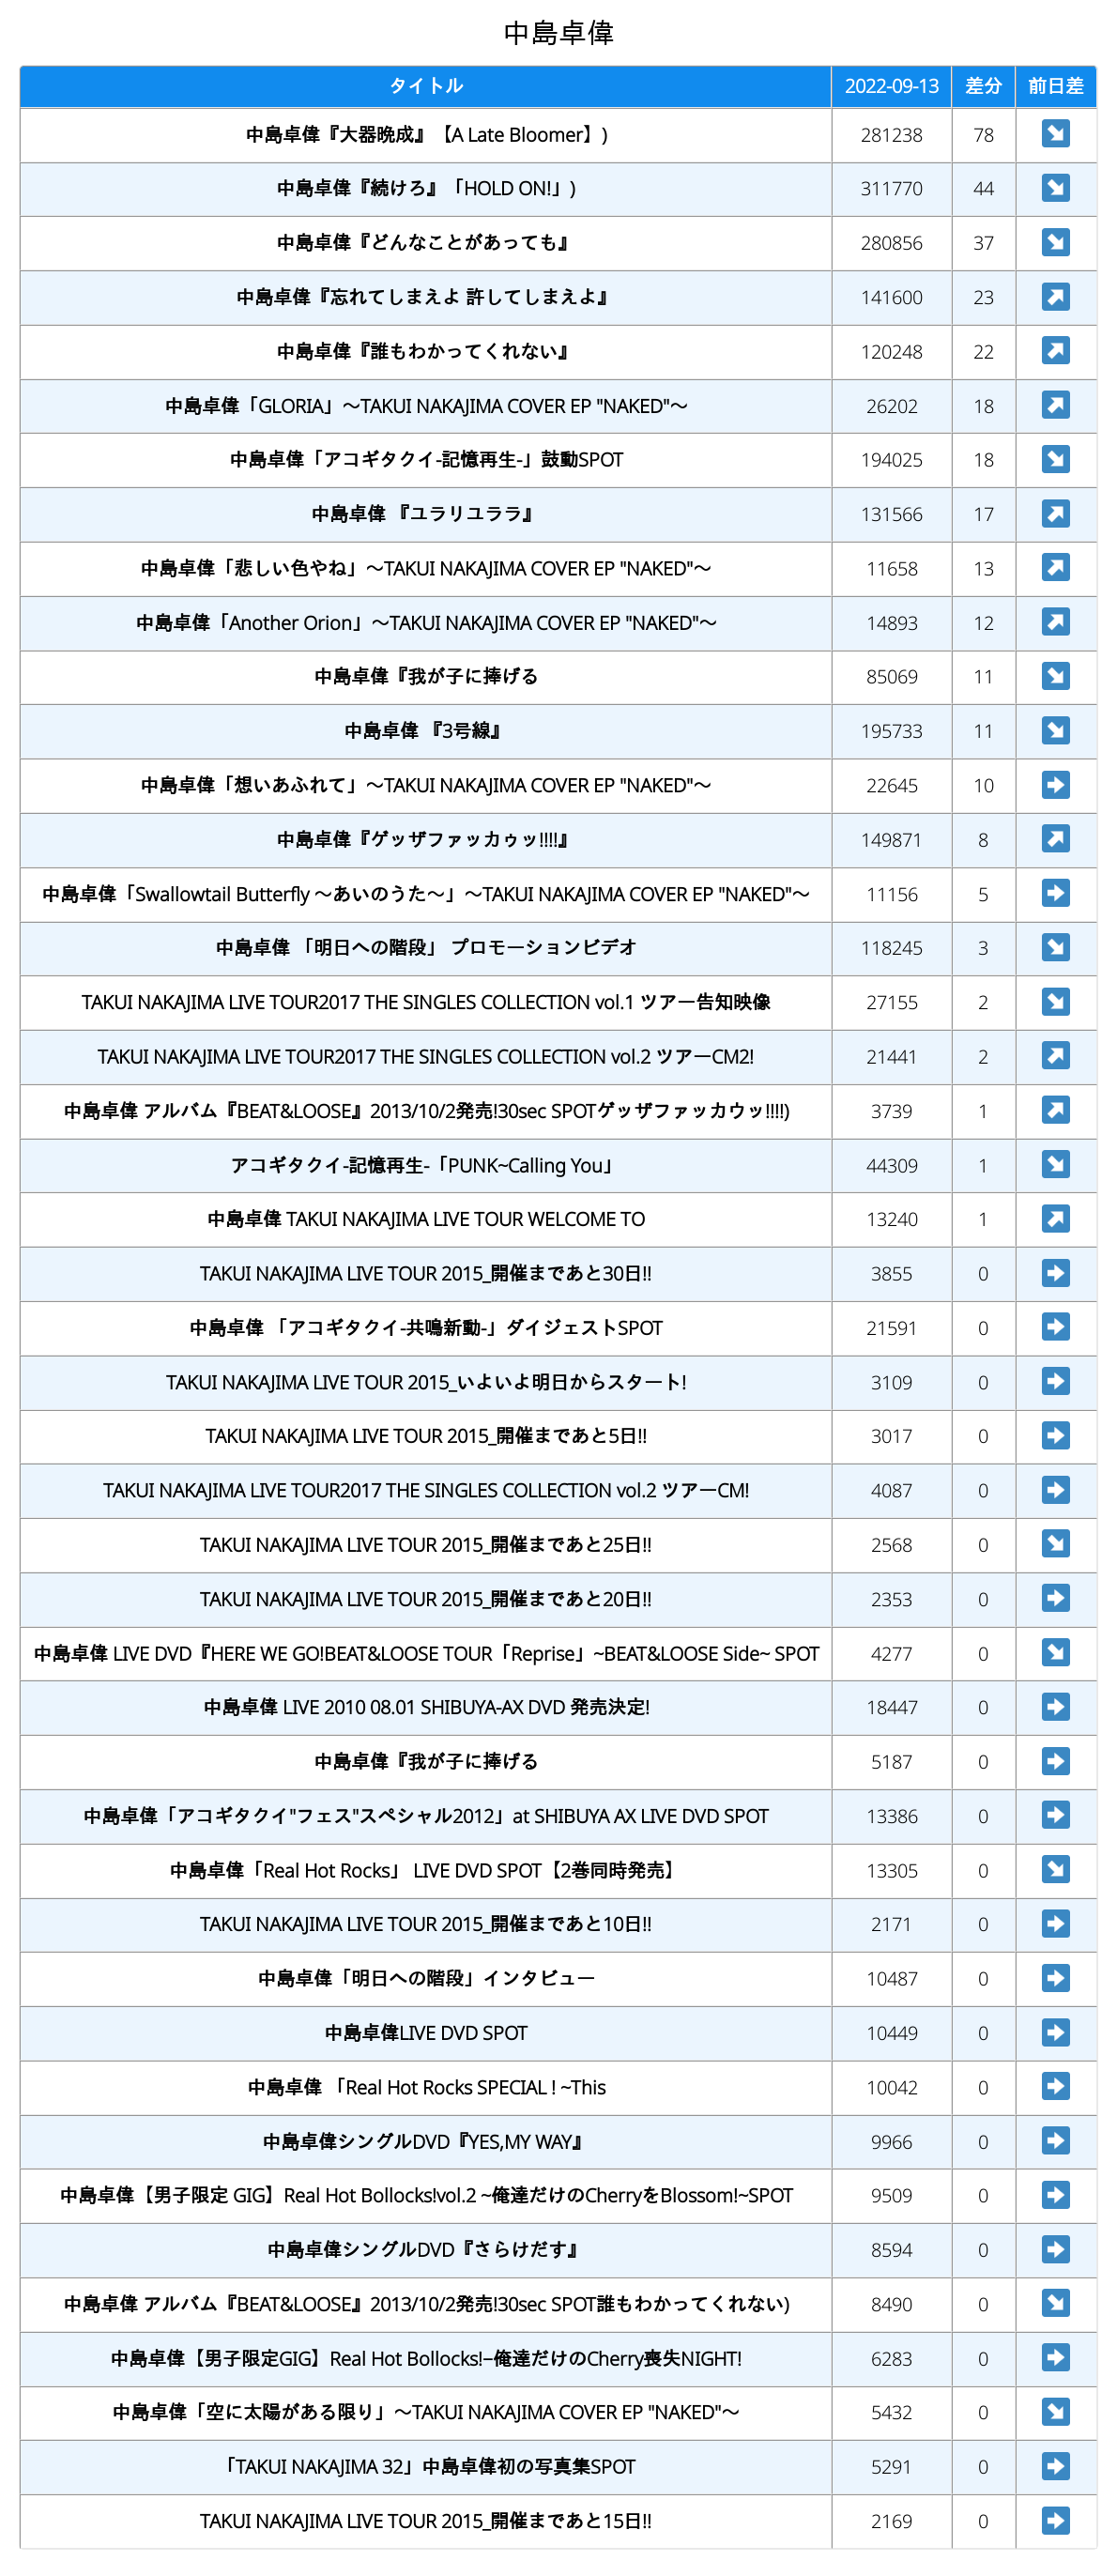 中島卓偉
タイトル 2022-09-13 差分 前日差
中島卓偉『大器晩成』【A Late Bloomer】) 281238 78 ↘
中島卓偉『続けろ』「HOLD ON!」) 311770 44 ↘
中島卓偉『どんなことがあっても』 280856 37 ↘
中島卓偉『忘れてしまえよ 許してしまえよ』 141600 23 ↗
中島卓偉『誰もわかってくれない』 120248 22 ↗
中島卓偉「GLORIA」〜TAKUI NAKAJIMA COVER EP "NAKED"〜 26202 18 ↗
中島卓偉「アコギタクイ-記憶再生-」鼓動SPOT 194025 18 ↘
中島卓偉 『ユラリユララ』 131566 17 ↗
中島卓偉「悲しい色やね」〜TAKUI NAKAJIMA COVER EP "NAKED"〜 11658 13 ↗
中島卓偉「Another Orion」〜TAKUI NAKAJIMA COVER EP "NAKED"〜 14893 12 ↗
中島卓偉『我が子に捧げる 85069 11 ↘
中島卓偉 『3号線』 195733 11 ↘
中島卓偉「想いあふれて」〜TAKUI NAKAJIMA COVER EP "NAKED"〜 22645 10 ➡
中島卓偉『ゲッザファッカゥッ!!!!』 149871 8 ↗
中島卓偉「Swallowtail Butterfly 〜あいのうた〜」〜TAKUI NAKAJIMA COVER EP "NAKED"〜 11156 5 ➡
中島卓偉 「明日への階段」 プロモーションビデオ 118245 3 ↘
TAKUI NAKAJIMA LIVE TOUR2017 THE SINGLES COLLECTION vol.1 ツアー告知映像 27155 2 ↘
TAKUI NAKAJIMA LIVE TOUR2017 THE SINGLES COLLECTION vol.2 ツアーCM2! 21441 2 ↗
中島卓偉 アルバム『BEAT&LOOSE』2013/10/2発売!30sec SPOTゲッザファッカウッ!!!!) 3739 1 ↗
アコギタクイ-記憶再生-「PUNK~Calling You」 44309 1 ↘
中島卓偉 TAKUI NAKAJIMA LIVE TOUR WELCOME TO 13240 1 ↗
TAKUI NAKAJIMA LIVE TOUR 2015_開催まであと30日!! 3855 0 ➡
中島卓偉 「アコギタクイ-共鳴新動-」ダイジェストSPOT 21591 0 ➡
TAKUI NAKAJIMA LIVE TOUR 2015_いよいよ明日からスタート! 3109 0 ➡
TAKUI NAKAJIMA LIVE TOUR 2015_開催まであと5日!! 3017 0 ➡
TAKUI NAKAJIMA LIVE TOUR2017 THE SINGLES COLLECTION vol.2 ツアーCM! 4087 0 ➡
TAKUI NAKAJIMA LIVE TOUR 2015_開催まであと25日!! 2568 0 ↘
TAKUI NAKAJIMA LIVE TOUR 2015_開催まであと20日!! 2353 0 ➡
中島卓偉 LIVE DVD『HERE WE GO!BEAT&LOOSE TOUR「Reprise」~BEAT&LOOSE Side~ SPOT 4277 0 ↘
中島卓偉 LIVE 2010 08.01 SHIBUYA-AX DVD 発売決定! 18447 0 ➡
中島卓偉『我が子に捧げる 5187 0 ➡
中島卓偉「アコギタクイ"フェス"スペシャル2012」at SHIBUYA AX LIVE DVD SPOT 13386 0 ➡
中島卓偉「Real Hot Rocks」 LIVE DVD SPOT【2巻同時発売】 13305 0 ↘
TAKUI NAKAJIMA LIVE TOUR 2015_開催まであと10日!! 2171 0 ➡
中島卓偉「明日への階段」インタビュー 10487 0 ➡
中島卓偉LIVE DVD SPOT 10449 0 ➡
中島卓偉 「Real Hot Rocks SPECIAL ! ~This 10042 0 ➡
中島卓偉シングルDVD『YES,MY WAY』 9966 0 ➡
中島卓偉【男子限定 GIG】Real Hot Bollocks!vol.2 ~俺達だけのCherryをBlossom!~SPOT 9509 0 ➡
中島卓偉シングルDVD『さらけだす』 8594 0 ➡
中島卓偉 アルバム『BEAT&LOOSE』2013/10/2発売!30sec SPOT誰もわかってくれない) 8490 0 ↘
中島卓偉【男子限定GIG】Real Hot Bollocks!−俺達だけのCherry喪失NIGHT! 6283 0 ➡
中島卓偉「空に太陽がある限り」〜TAKUI NAKAJIMA COVER EP "NAKED"〜 5432 0 ↘
「TAKUI NAKAJIMA 32」中島卓偉初の写真集SPOT 5291 0 ➡
TAKUI NAKAJIMA LIVE TOUR 2015_開催まであと15日!! 2169 0 ➡